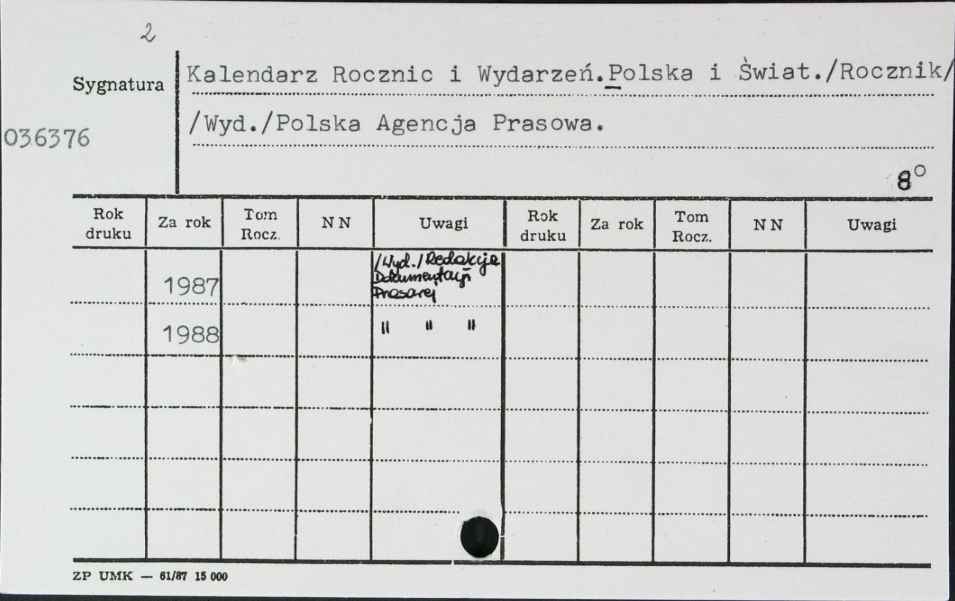 2
Sygnatura
Kalendarz Rocznic i Wydarzeń.Polska i Świat./Rocznik/
/Wyd./Polska Agencja Prasowa.
036376
8°
Rok druku Za rok Tom Rocz. N N Uwagi Rok druku Za rok Tom Rocz. N N Uwagi
/Wyd./Redakcja
Dokumentacji
1987 Prasowej
1988 " " "
ZP UMK — 61/87 15 000